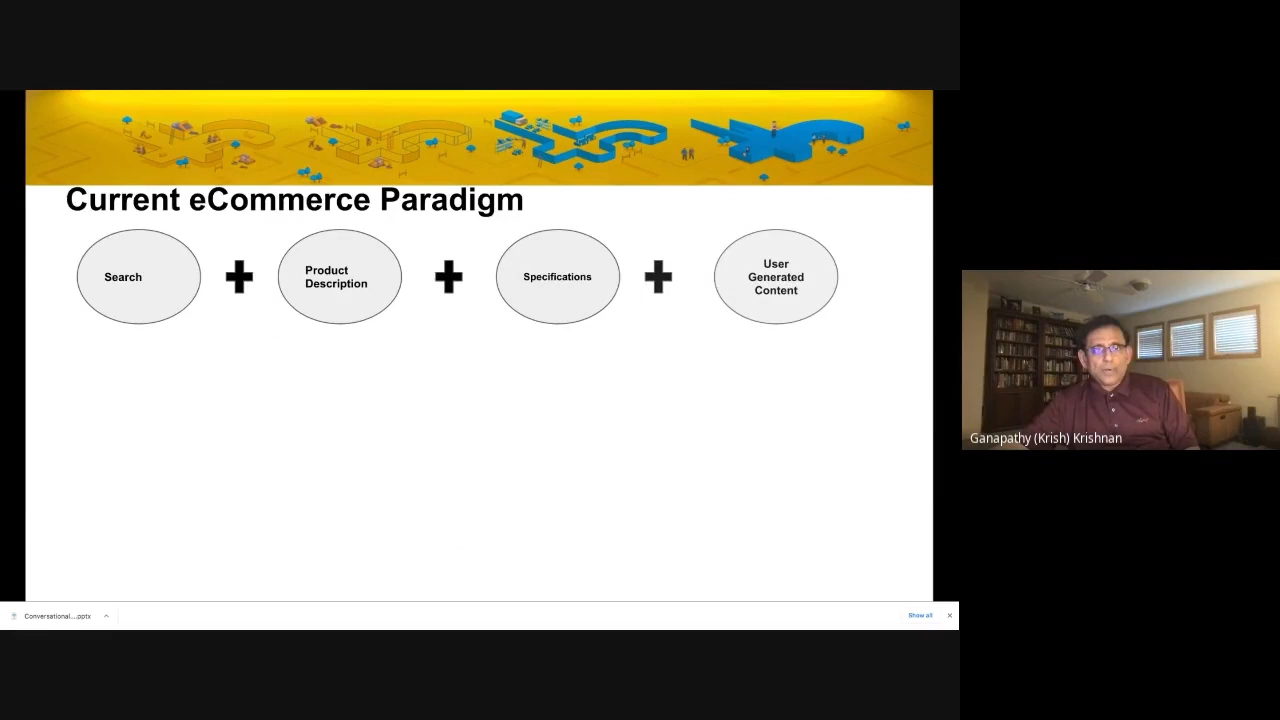 Current eCommerce Paradigm
Search
Product
Description
Specifications
User
Generated
Content
Ganapathy (Krish) Krishnan
Conversational....pptx
Show all